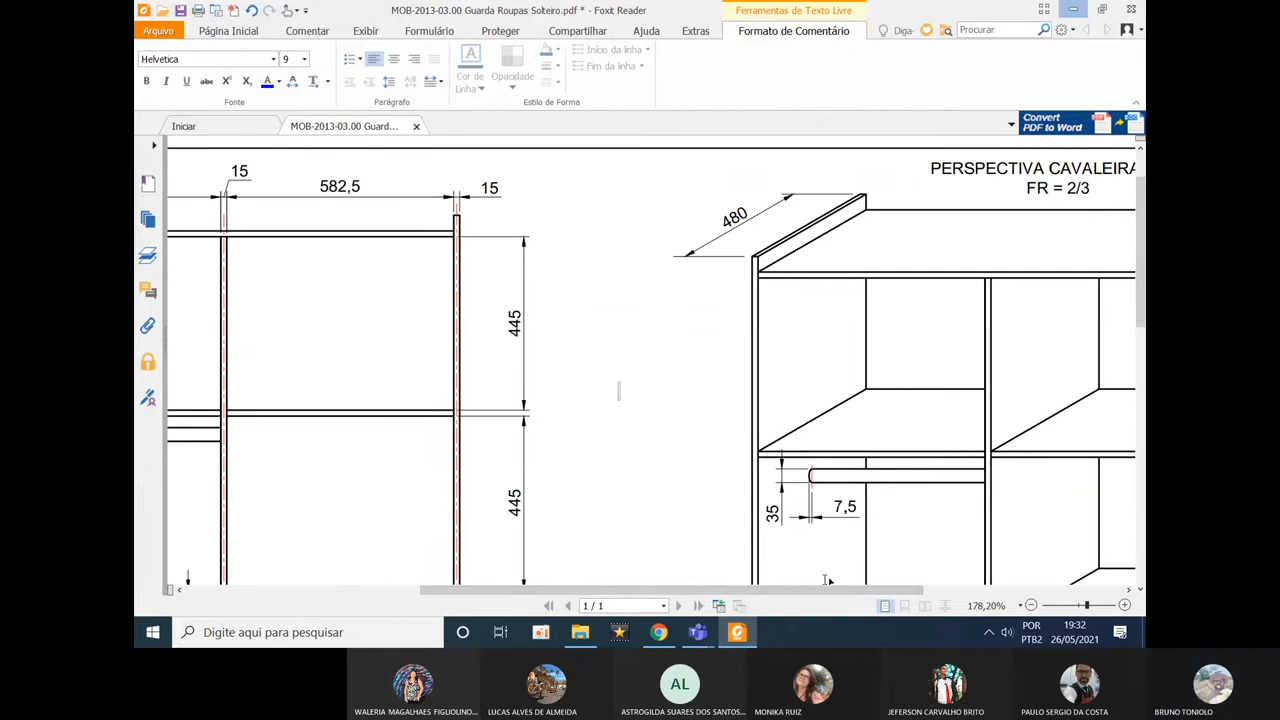 MOB-2013-03.00 Guarda Roupas Solteiro.pdf * - Foxit Reader
Ferramentas de Texto Livre
Arquivo
Página Inicial
Comentar
Exibir
Formulário
Proteger
Compartilhar
Ajuda
Extras
Formato de Comentário
Diga-
Procurar
Helvetica
9
Cor de
Linha
Opacidade
Início da linha
Fim da linha
Fonte
Parágrafo
Estilo de Forma
Iniciar
MOB-2013-03.00 Guard...
Convert
PDF to Word
15
582,5
15
PERSPECTIVA CAVALEIRA
FR = 2/3
480
445
445
35
7,5
1 / 1
178,20%
Digite aqui para pesquisar
POR
PTB2
19:32
26/05/2021
AL
WALERIA MAGALHAES FIGLIOLINO...
LUCAS ALVES DE ALMEIDA
ASTROGILDA SUARES DOS SANTOS...
MONIKA RUIZ
JEFERSON CARVALHO BRITO
PAULO SERGIO DA COSTA
BRUNO TONIOLO